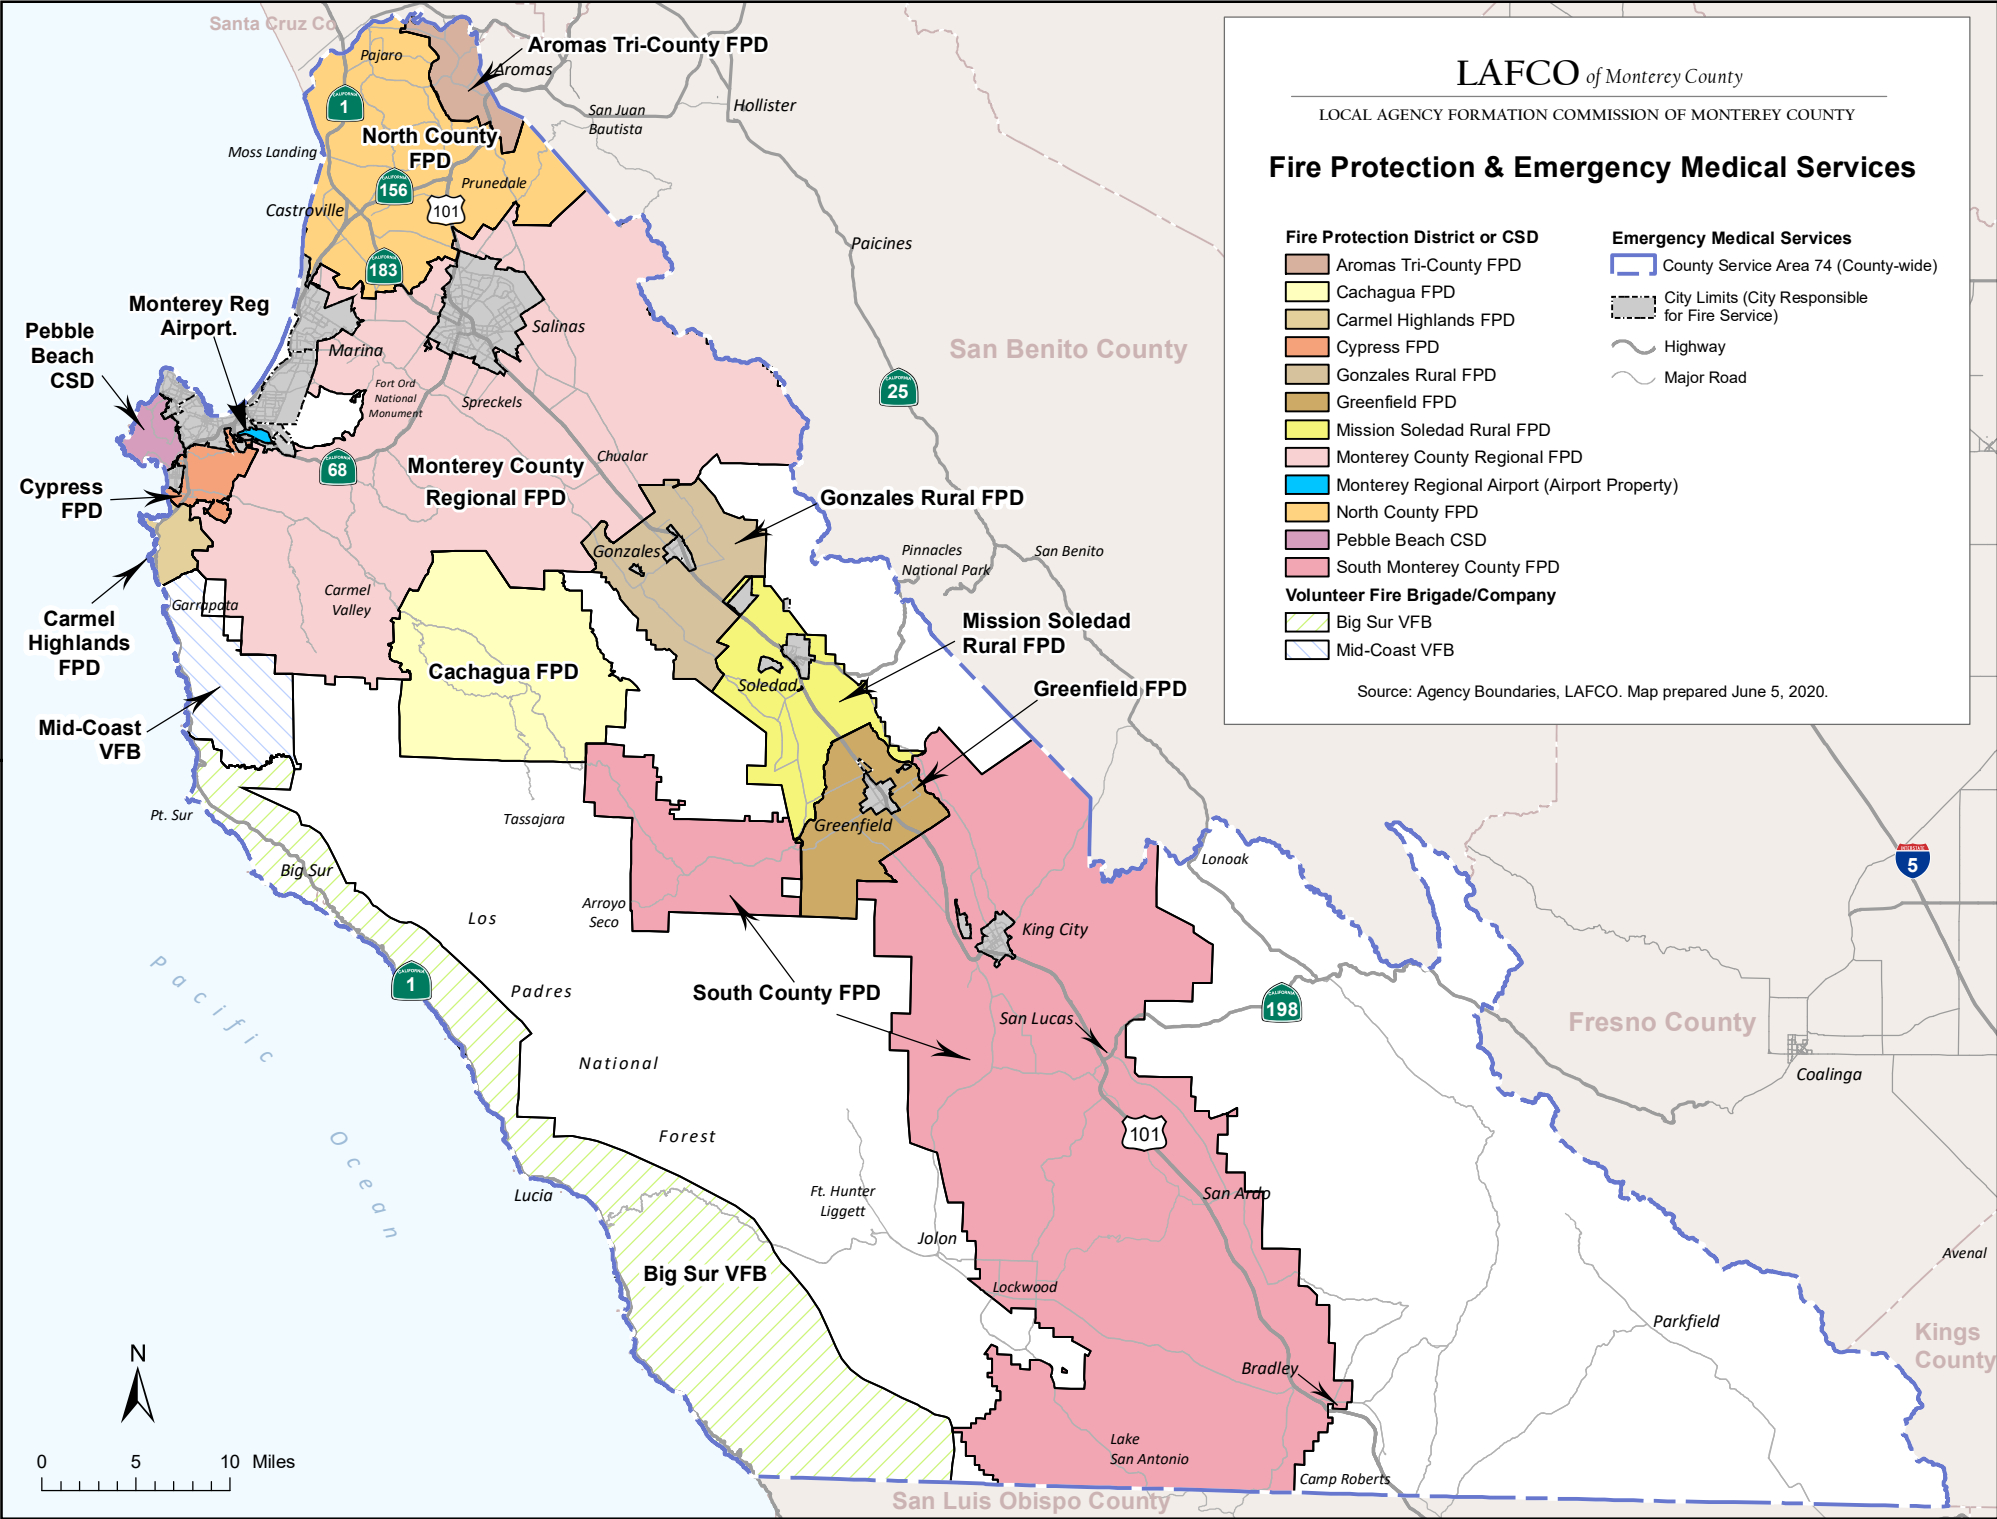 Santa Cruz Co
Pajaro
Aromas Tri-County FPD
Aromas
CALIFORNIA
1
San Juan
Bautista
Hollister
North County
FPD
Moss Landing
CALIFORNIA
156
Prunedale
Castroville
101
CALIFORNIA
183
Paicines
Monterey Reg
Airport.
Salinas
Pebble
Beach
CSD
Marina
San Benito County
Fort Ord
National
Monument
Spreckels
CALIFORNIA
25
CALIFORNIA
68
Chualar
Monterey County
Regional FPD
Cypress
FPD
Gonzales Rural FPD
Gonzales
Pinnacles
National Park
San Benito
Carmel
Valley
Garrapata
Carmel
Highlands
FPD
Mission Soledad
Rural FPD
Cachagua FPD
Soledad
Greenfield FPD
Mid-Coast
VFB
Pt. Sur
Tassajara
Greenfield
Big Sur
Lonoak
INTERSTATE
5
Arroyo
Seco
Los
King City
CALIFORNIA
1
Padres
South County FPD
San Lucas
CALIFORNIA
198
Fresno County
Pacific
National
Coalinga
Forest
101
Ocean
Lucia
Ft. Hunter
Liggett
San Ardo
Jolon
Avenal
Big Sur VFB
Lockwood
Parkfield
Kings
County
Bradley
N
Lake
San Antonio
Camp Roberts
0 5 10 Miles
San Luis Obispo County
LAFCO of Monterey County
LOCAL AGENCY FORMATION COMMISSION OF MONTEREY COUNTY
Fire Protection & Emergency Medical Services
Fire Protection District or CSD
Aromas Tri-County FPD
Cachagua FPD
Carmel Highlands FPD
Cypress FPD
Gonzales Rural FPD
Greenfield FPD
Mission Soledad Rural FPD
Monterey County Regional FPD
Monterey Regional Airport (Airport Property)
North County FPD
Pebble Beach CSD
South Monterey County FPD
Volunteer Fire Brigade/Company
Big Sur VFB
Mid-Coast VFB
Emergency Medical Services
County Service Area 74 (County-wide)
City Limits (City Responsible
for Fire Service)
Highway
Major Road
Source: Agency Boundaries, LAFCO. Map prepared June 5, 2020.